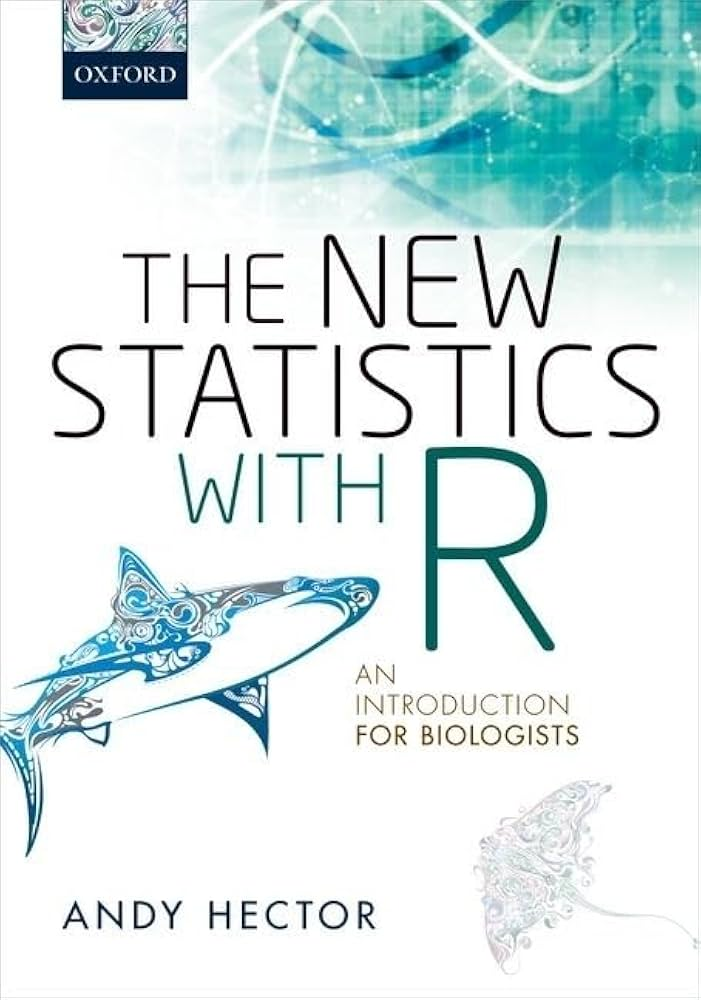 OXFORD
THE NEW
STATISTICS
WITH R
AN
INTRODUCTION
FOR BIOLOGISTS
ANDY HECTOR